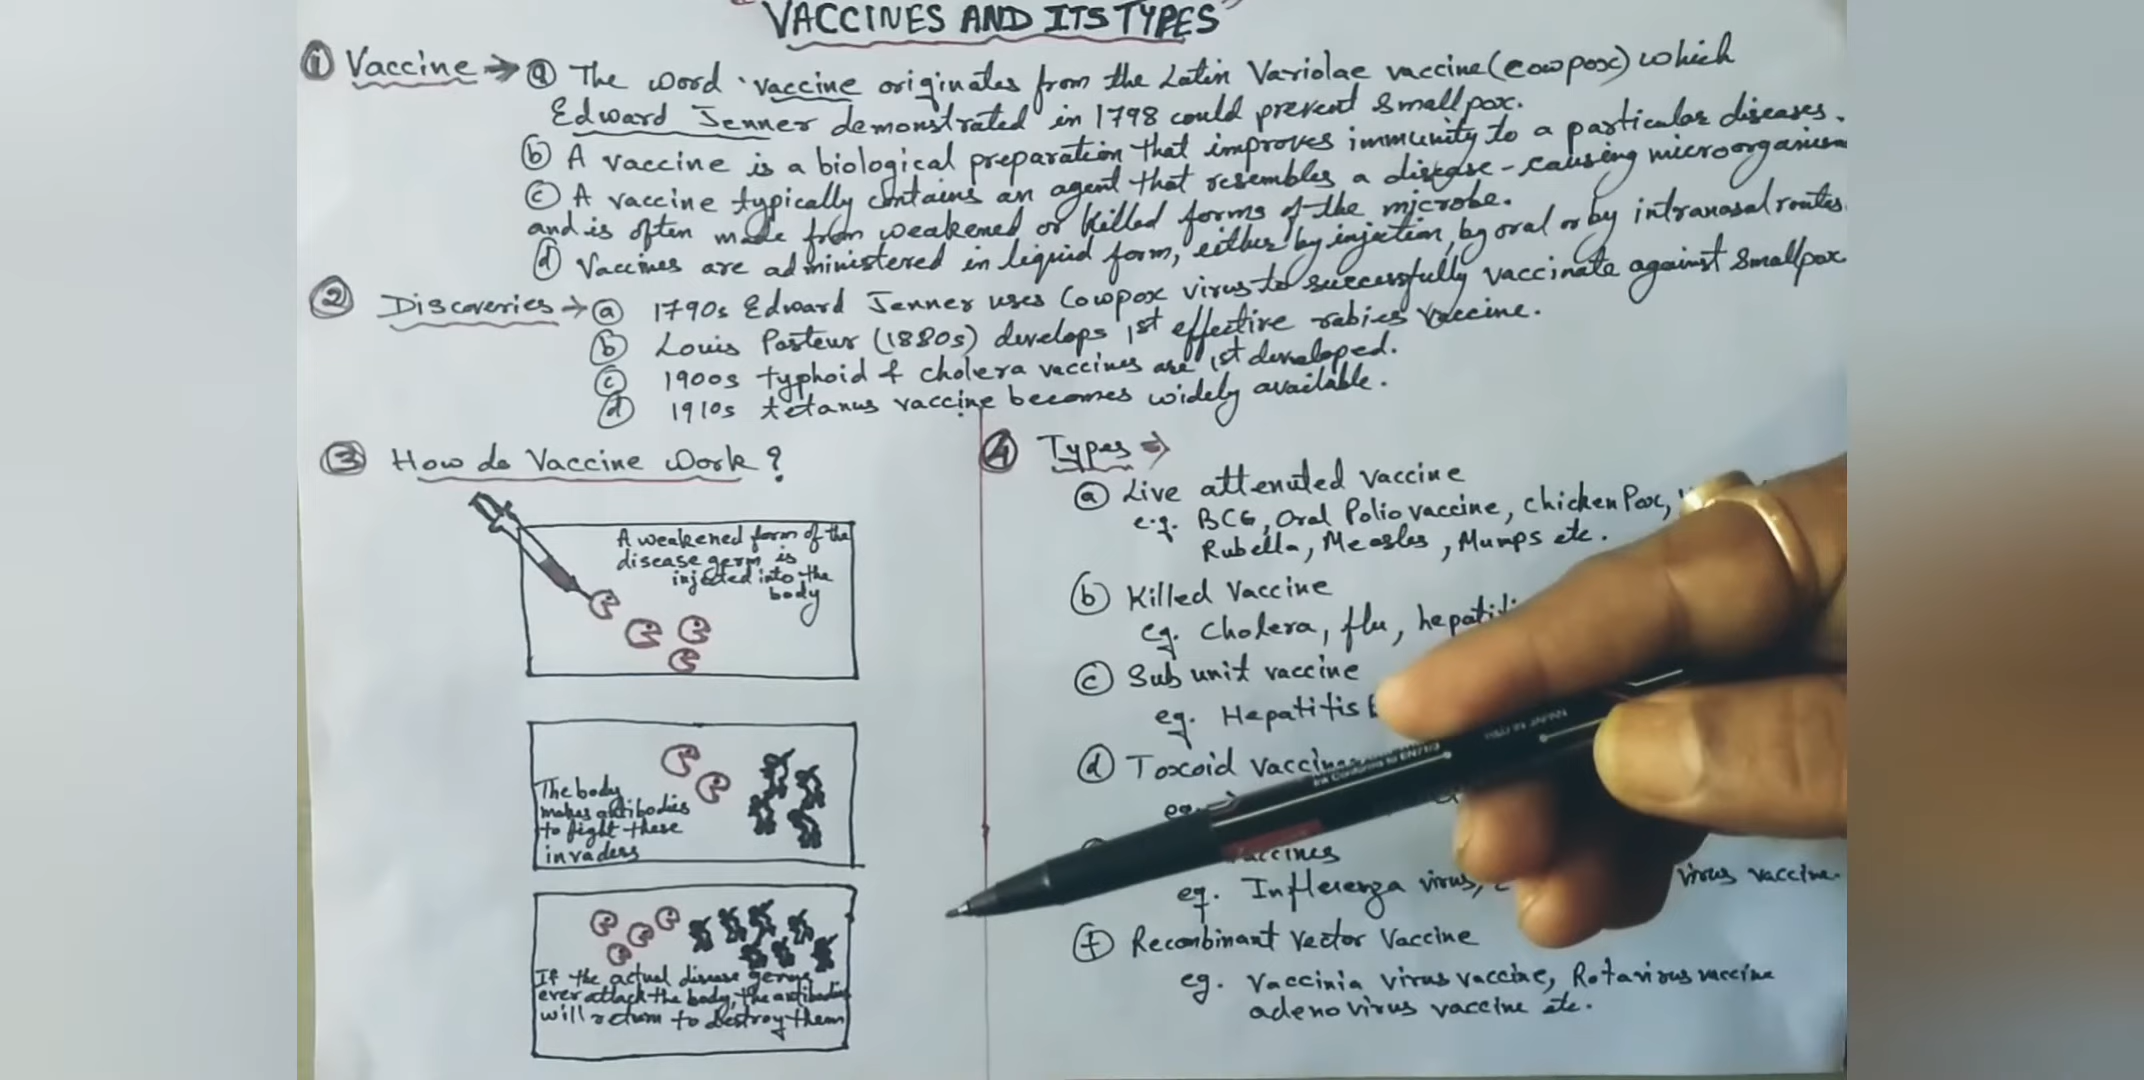 "VACCINES AND ITS TYPES"
① Vaccine → ⓐ The word 'vaccine originates from the Latin Variolae vaccine (cowpox) which
Edward Jenner demonstrated in 1798 could prevent smallpox.
ⓑ A vaccine is a biological preparation that improves immunity to a particular diseases.
ⓒ A vaccine typically contains an agent that resembles a disease-causing microorganism
and is often made from weakened or killed forms of the microbe.
ⓓ Vaccines are administered in liquid form, either by injection, by oral or by intranasal routes.
② Discoveries → ⓐ 1790s Edward Jenner uses Cowpox virus to successfully vaccinate against smallpox
ⓑ Louis Pasteur (1880s) develops 1st effective rabies vaccine.
ⓒ 1900s typhoid & cholera vaccines are 1st developed.
ⓓ 1910s tetanus vaccine becomes widely available.
③ How do Vaccine Work?
A weakened form of the
disease germ is
injected into the
body
The body
makes antibodies
to fight these
invaders
If the actual disease germs
ever attack the body, the antibodies
will return to destroy them
④ Types ⇒
ⓐ Live attenuted vaccine
e.g. BCG, Oral Polio vaccine, chicken Pox,
Rubella, Measles, Mumps etc.
ⓑ Killed Vaccine
eg. Cholera, flu,
ⓒ Sub unit vaccine
eg. Hepatitis B
ⓓ Toxoid
eg.
vaccines
eg. Influenza virus, virus vaccine.
ⓕ Recombinant Vector Vaccine
eg. Vaccinia virus vaccine, Rotavirus vaccine
adenovirus vaccine etc.